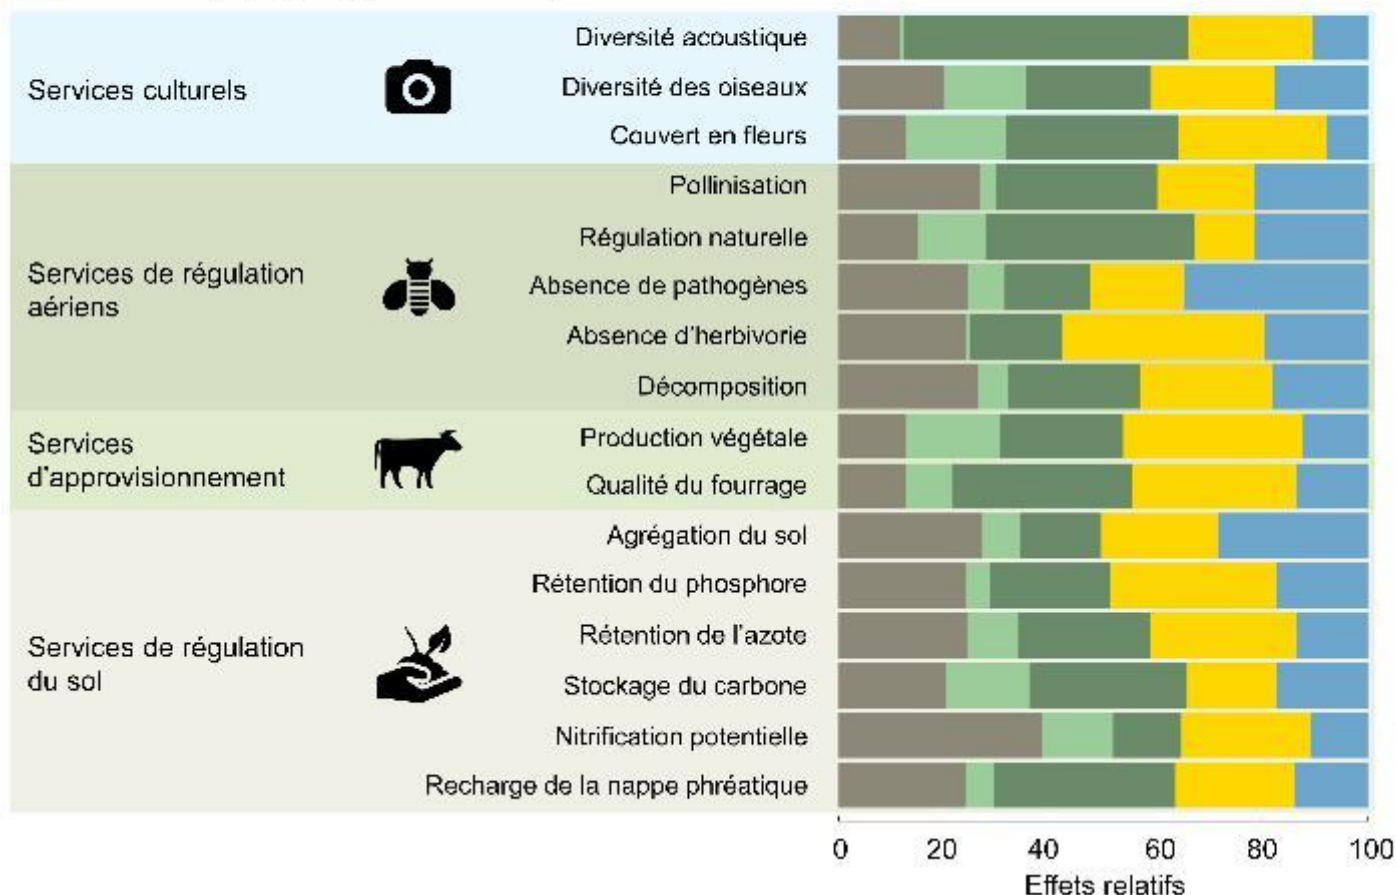 Services culturels
Diversité acoustique
Diversité des oiseaux
Couvert en fleurs
Services de régulation
aériens
Pollinisation
Régulation naturelle
Absence de pathogènes
Absence d'herbivorie
Décomposition
Services
d'approvisionnement
Production végétale
Qualité du fourrage
Services de régulation
du sol
Agrégation du sol
Rétention du phosphore
Rétention de l'azote
Stockage du carbone
Nitrification potentielle
Recharge de la nappe phréatique
0 20 40 60 80 100
Effets relatifs